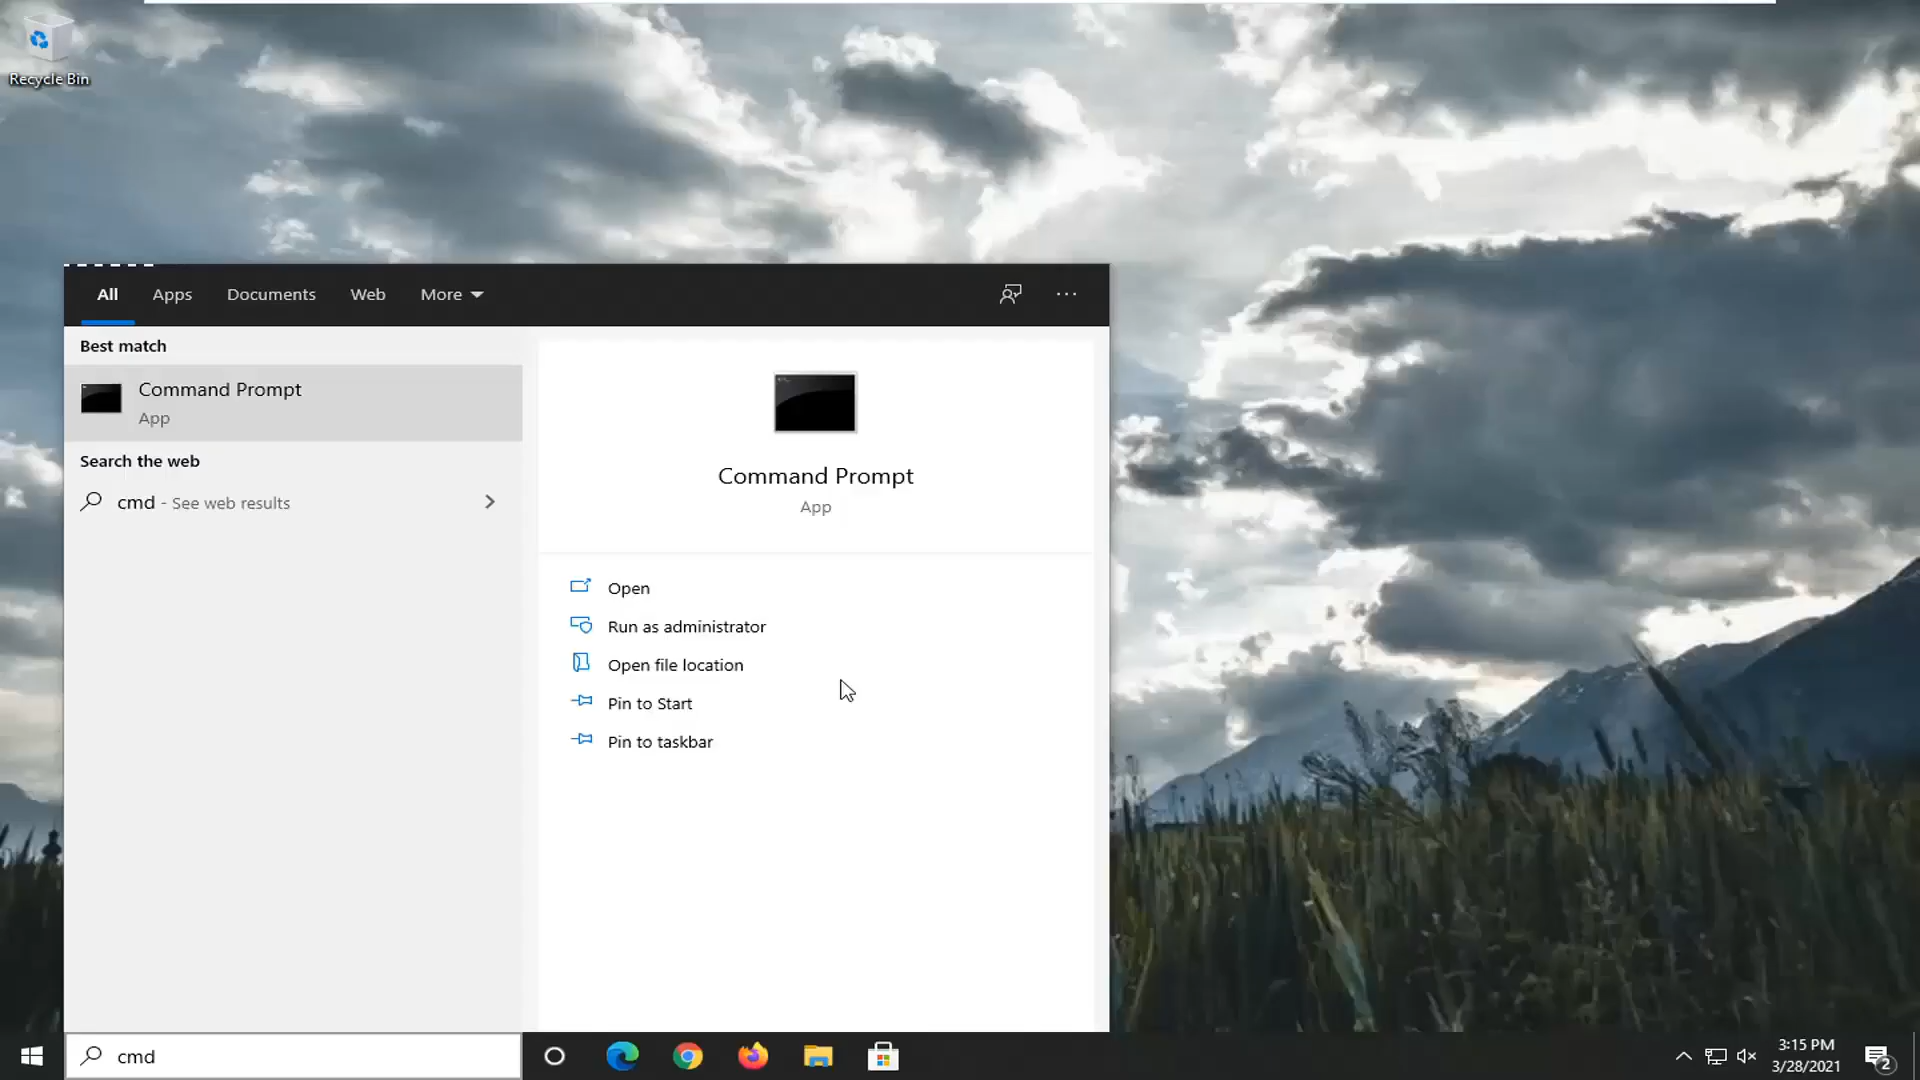 Recycle Bin
All Apps Documents Web More
Best match
Command Prompt
App
Search the web
cmd - See web results
Command Prompt
App
Open
Run as administrator
Open file location
Pin to Start
Pin to taskbar
cmd
3:15 PM
3/28/2021
2